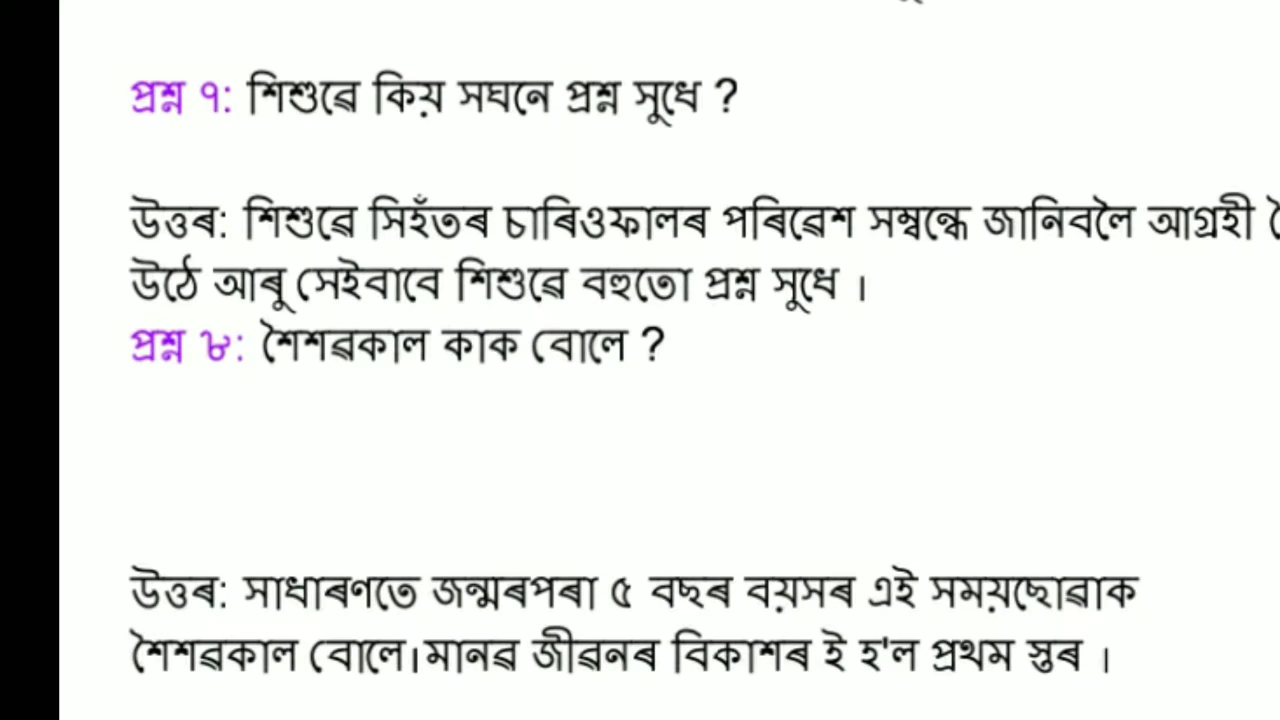 প্ৰশ্ন ৭: শিশুৱে কিয় সঘনে প্ৰশ্ন সুধে ?
উত্তৰ: শিশুৱে সিহঁতৰ চাৰিওফালৰ পৰিৱেশ সম্বন্ধে জানিবলৈ আগ্ৰহী
উঠে আৰু সেইবাবে শিশুৱে বহুতো প্ৰশ্ন সুধে ।
প্ৰশ্ন ৮: শৈশৱকাল কাক বোলে ?
উত্তৰ: সাধাৰণতে জন্মৰপৰা ৫ বছৰ বয়সৰ এই সময়ছোৱাক
শৈশৱকাল বোলে।মানৱ জীৱনৰ বিকাশৰ ই হ'ল প্ৰথম স্তৰ ।